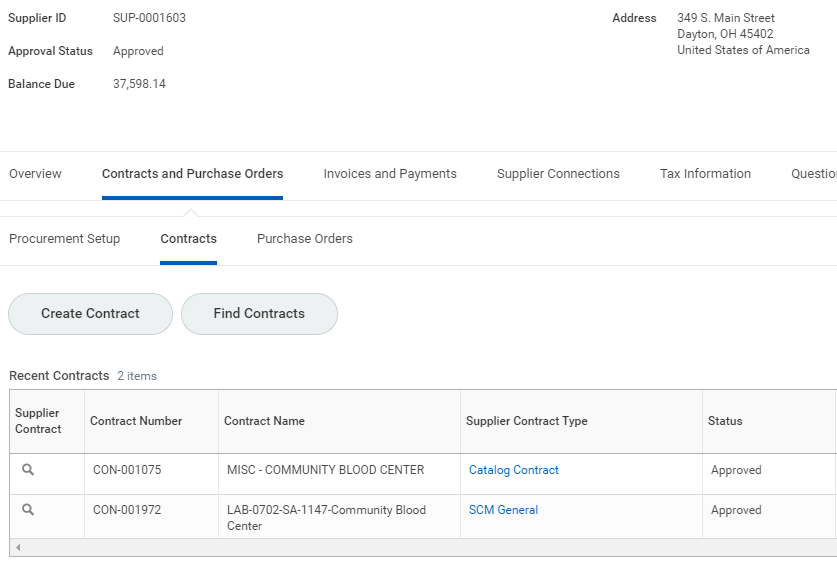 Supplier ID SUP-0001603
Address 349 S. Main Street
Dayton, OH 45402
United States of America
Approval Status Approved
Balance Due 37,598.14
Overview Contracts and Purchase Orders Invoices and Payments Supplier Connections Tax Information Questio
Procurement Setup Contracts Purchase Orders
Create Contract Find Contracts
Recent Contracts 2 items
Supplier
Contract
Contract Number Contract Name Supplier Contract Type Status
CON-001075 MISC - COMMUNITY BLOOD CENTER Catalog Contract Approved
CON-001972 LAB-0702-SA-1147-Community Blood
Center
SCM General Approved